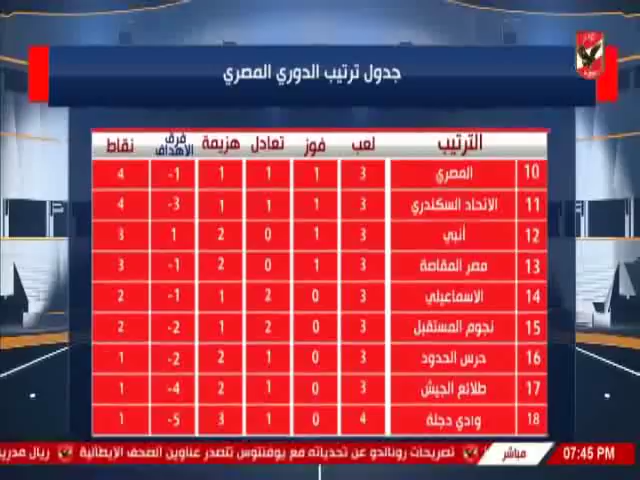 جدول ترتيب الدوري المصري
الترتيب لعب فوز تعادل هزيمة فرق الأهداف نقاط
10 المصري 3 1 1 1 -1 4
11 الاتحاد السكندري 3 1 1 1 -3 4
12 أنبي 3 1 0 2 1 3
13 مصر المقاصة 3 1 0 2 -1 3
14 الاسماعيلي 3 0 2 1 -1 2
15 نجوم المستقبل 3 0 2 1 -2 2
16 حرس الحدود 3 0 1 2 -2 1
17 طلائع الجيش 3 0 1 2 -4 1
18 وادي دجلة 4 0 1 3 -5 1
07:45 PM مباشر تصريحات رونالدو عن تحدياته مع يوفنتوس تتصدر عناوين الصحف الايطالية ريال مدريد